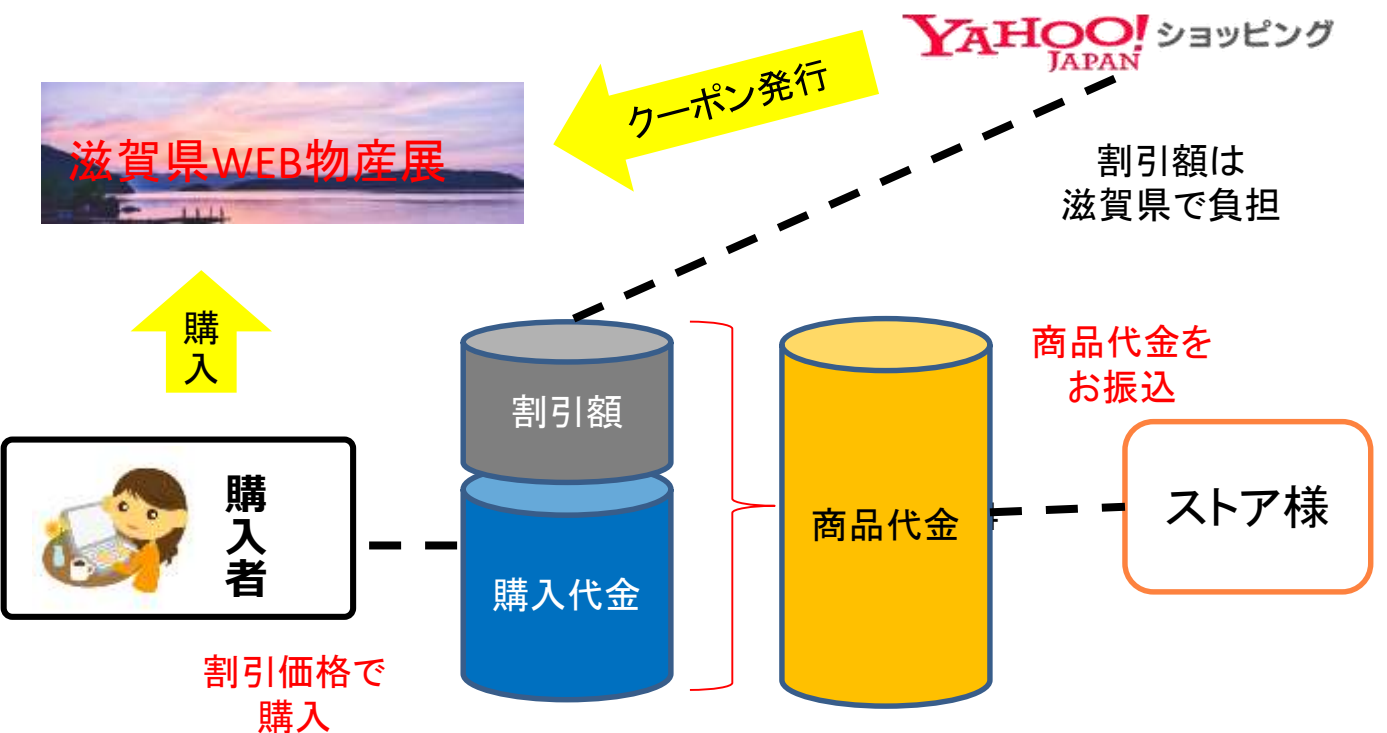 YAHOO! ショッピング
JAPAN
クーポン発行
滋賀県WEB物産展
割引額は
滋賀県で負担
購
入
割引額
商品代金を
お振込
購
入
者
購入代金
商品代金
ストア様
割引価格で
購入